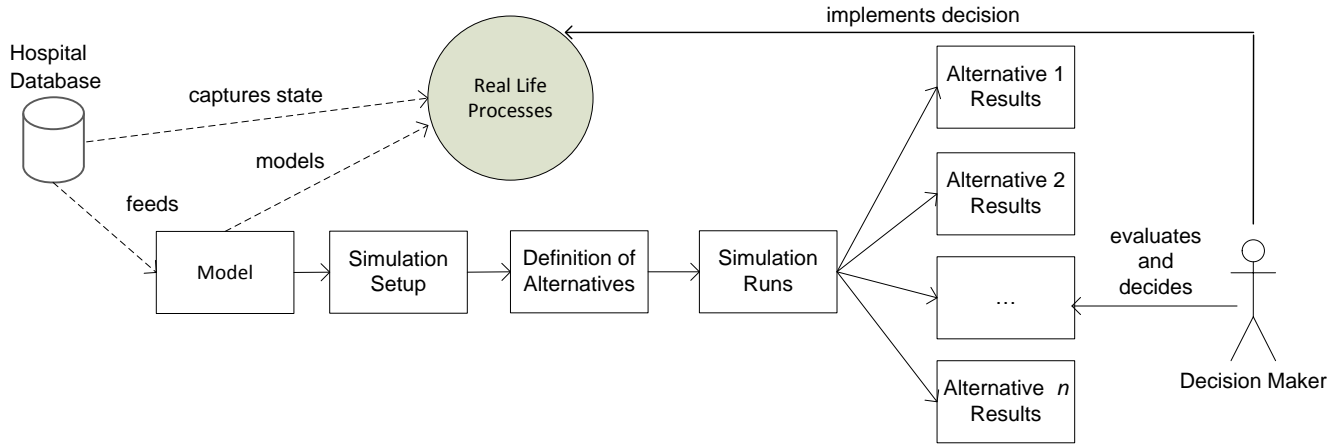 implements decision
Hospital
Database
captures state
Real Life
Processes
models
feeds
Model
Simulation
Setup
Definition of
Alternatives
Simulation
Runs
Alternative 1
Results
Alternative 2
Results
...
Alternative n
Results
evaluates
and
decides
Decision Maker